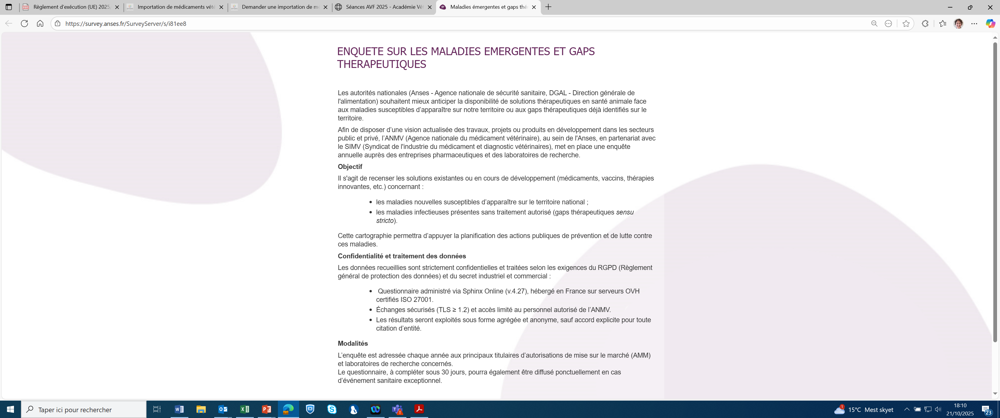 Règlement d'exécution (UE) 2025/
Importation de médicaments vété
Demander une importation de mé
Séances AVF 2025 - Académie Vét
Maladies émergentes et gaps thér
https://survey.anses.fr/SurveyServer/s/i81ee8
ENQUETE SUR LES MALADIES EMERGENTES ET GAPS
THERAPEUTIQUES
Les autorités nationales (Anses - Agence nationale de sécurité sanitaire, DGAL - Direction générale de
l'alimentation) souhaitent mieux anticiper la disponibilité de solutions thérapeutiques en santé animale face
aux maladies susceptibles d’apparaître sur notre territoire ou aux gaps thérapeutiques déjà identifiés sur le
territoire.
Afin de disposer d’une vision actualisée des travaux, projets ou produits en développement dans les secteurs
public et privé, l’ANMV (Agence nationale du médicament vétérinaire), au sein de l'Anses, en partenariat avec
le SIMV (Syndicat de l'industrie du médicament et diagnostic vétérinaires), met en place une enquête
annuelle auprès des entreprises pharmaceutiques et des laboratoires de recherche.
Objectif
Il s'agit de recenser les solutions existantes ou en cours de développement (médicaments, vaccins, thérapies
innovantes, etc.) concernant :
• les maladies nouvelles susceptibles d’apparaître sur le territoire national ;
• les maladies infectieuses présentes sans traitement autorisé (gaps thérapeutiques sensu
stricto).
Cette cartographie permettra d’appuyer la planification des actions publiques de prévention et de lutte contre
ces maladies.
Confidentialité et traitement des données
Les données recueillies sont strictement confidentielles et traitées selon les exigences du RGPD (Règlement
général de protection des données) et du secret industriel et commercial :
• Questionnaire administré via Sphinx Online (v.4.27), hébergé en France sur serveurs OVH
certifiés ISO 27001.
• Échanges sécurisés (TLS ≥ 1.2) et accès limité au personnel autorisé de l’ANMV.
• Les résultats seront exploités sous forme agrégée et anonyme, sauf accord explicite pour toute
citation d’entité.
Modalités
L’enquête est adressée chaque année aux principaux titulaires d’autorisations de mise sur le marché (AMM)
et laboratoires de recherche concernés.
Le questionnaire, à compléter sous 30 jours, pourra également être diffusé ponctuellement en cas
d’événement sanitaire exceptionnel.
Taper ici pour rechercher
1
15°C Mest skyet
18:10
21/10/2025
23